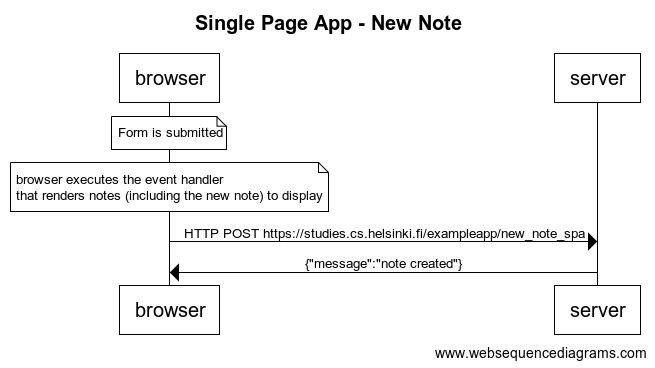 Single Page App - New Note
browser
server
Form is submitted
browser executes the event handler
that renders notes (including the new note) to display
HTTP POST https://studies.cs.helsinki.fi/exampleapp/new_note_spa
{"message":"note created"}
browser
server
www.websequencediagrams.com